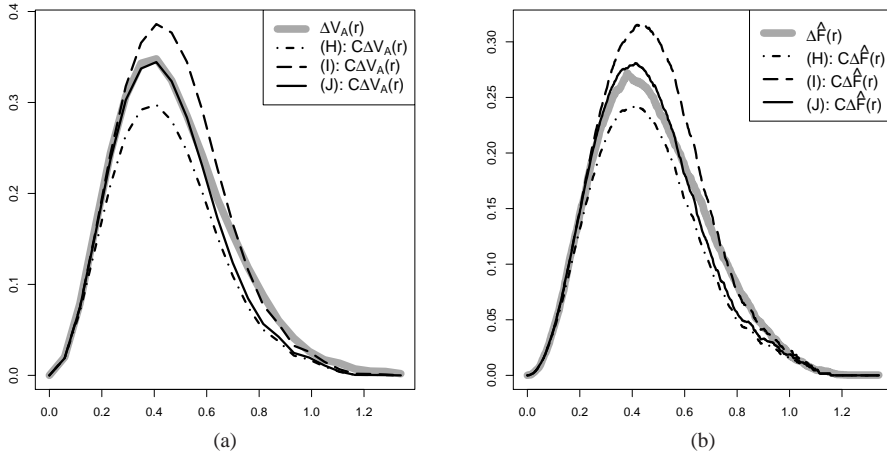 ΔV_A(r)
(H): CΔV_A(r)
(I): CΔV_A(r)
(J): CΔV_A(r)
0.4
0.3
0.2
0.1
0.0
0.0 0.2 0.4 0.6 0.8 1.0 1.2
(a)
ΔF̂(r)
(H): CΔF̂(r)
(I): CΔF̂(r)
(J): CΔF̂(r)
0.30
0.25
0.20
0.15
0.10
0.05
0.00
0.0 0.2 0.4 0.6 0.8 1.0 1.2
(b)